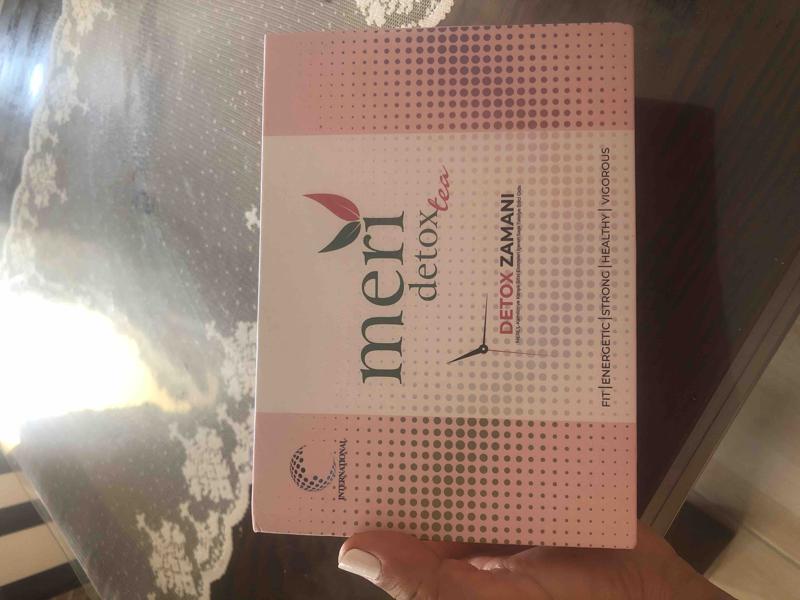 INTERNATIONAL
meri
detox tea
DETOX ZAMANI
FIT|ENERGETIC|STRONG|HEALTHY|VIGOROUS